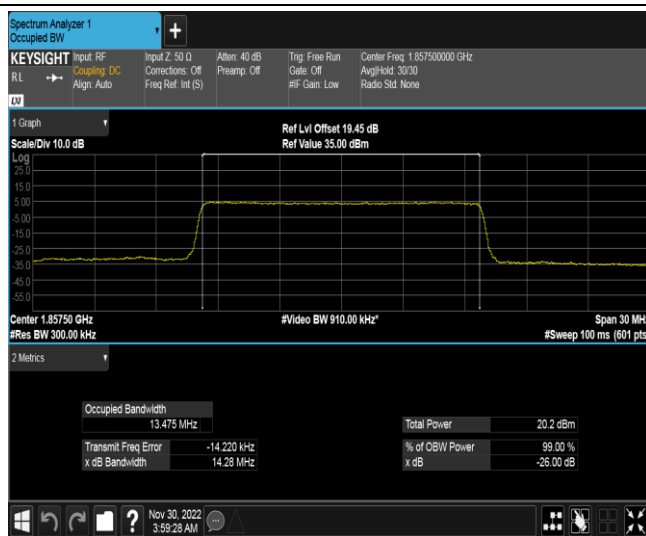 Spectrum Analyzer 1
Occupied BW
KEYSIGHT
R L
LXI
Input: RF
Coupling: DC
Align: Auto
Input Z: 50 Ω
Corrections: Off
Freq Ref: Int (S)
Atten: 40 dB
Preamp: Off
Trig: Free Run
Gate: Off
#IF Gain: Low
Center Freq: 1.857500000 GHz
Avg|Hold: 30/30
Radio Std: None
1 Graph
Scale/Div 10.0 dB
Ref Lvl Offset 19.45 dB
Ref Value 35.00 dBm
Log
25.0
15.0
5.00
-5.00
-15.0
-25.0
-35.0
-45.0
-55.0
Center 1.85750 GHz
#Res BW 300.00 kHz
#Video BW 910.00 kHz*
Span 30 MH
#Sweep 100 ms (601 pts
2 Metrics
Occupied Bandwidth
13.475 MHz
Transmit Freq Error -14.220 kHz
x dB Bandwidth 14.28 MHz
Total Power 20.2 dBm
% of OBW Power 99.00 %
x dB -26.00 dB
?
Nov 30, 2022
3:59:28 AM